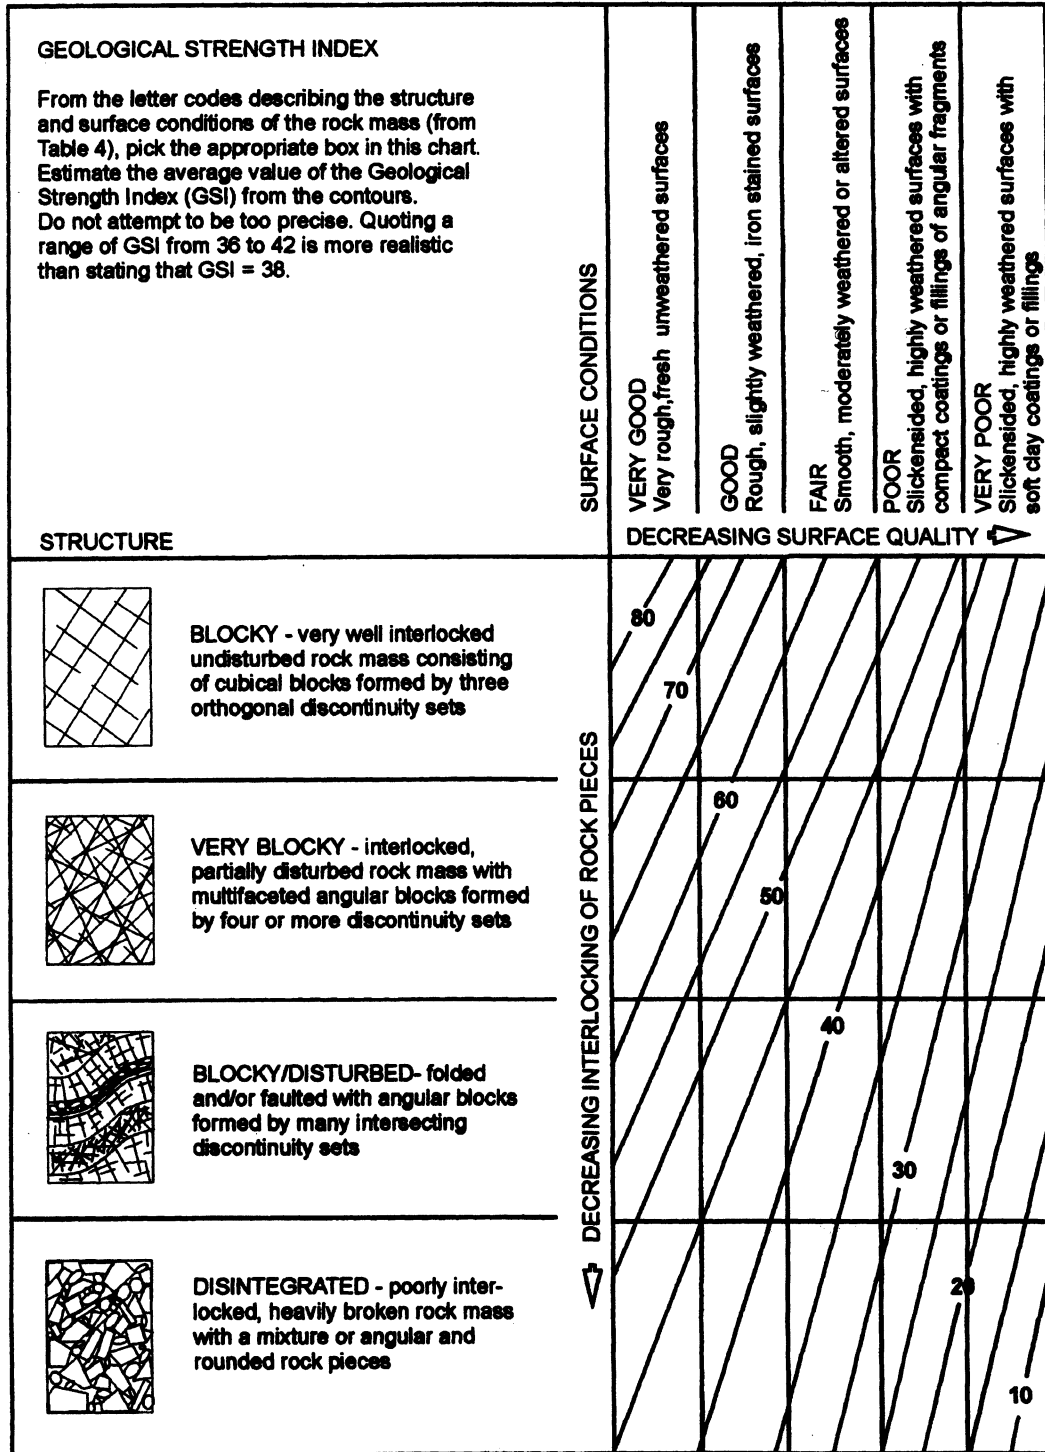 GEOLOGICAL STRENGTH INDEX
From the letter codes describing the structure
and surface conditions of the rock mass (from
Table 4), pick the appropriate box in this chart.
Estimate the average value of the Geological
Strength Index (GSI) from the contours.
Do not attempt to be too precise. Quoting a
range of GSI from 36 to 42 is more realistic
than stating that GSI = 38.
SURFACE CONDITIONS
VERY GOOD
Very rough,fresh unweathered surfaces
GOOD
Rough, slightly weathered, iron stained surfaces
FAIR
Smooth, moderately weathered or altered surfaces
POOR
Slickensided, highly weathered surfaces with
compact coatings or fillings of angular fragments
VERY POOR
Slickensided, highly weathered surfaces with
soft clay coatings or fillings
STRUCTURE
DECREASING SURFACE QUALITY
BLOCKY - very well interlocked
undisturbed rock mass consisting
of cubical blocks formed by three
orthogonal discontinuity sets
VERY BLOCKY - interlocked,
partially disturbed rock mass with
multifaceted angular blocks formed
by four or more discontinuity sets
BLOCKY/DISTURBED- folded
and/or faulted with angular blocks
formed by many intersecting
discontinuity sets
DISINTEGRATED - poorly inter-
locked, heavily broken rock mass
with a mixture or angular and
rounded rock pieces
DECREASING INTERLOCKING OF ROCK PIECES
80
70
60
50
40
30
20
10